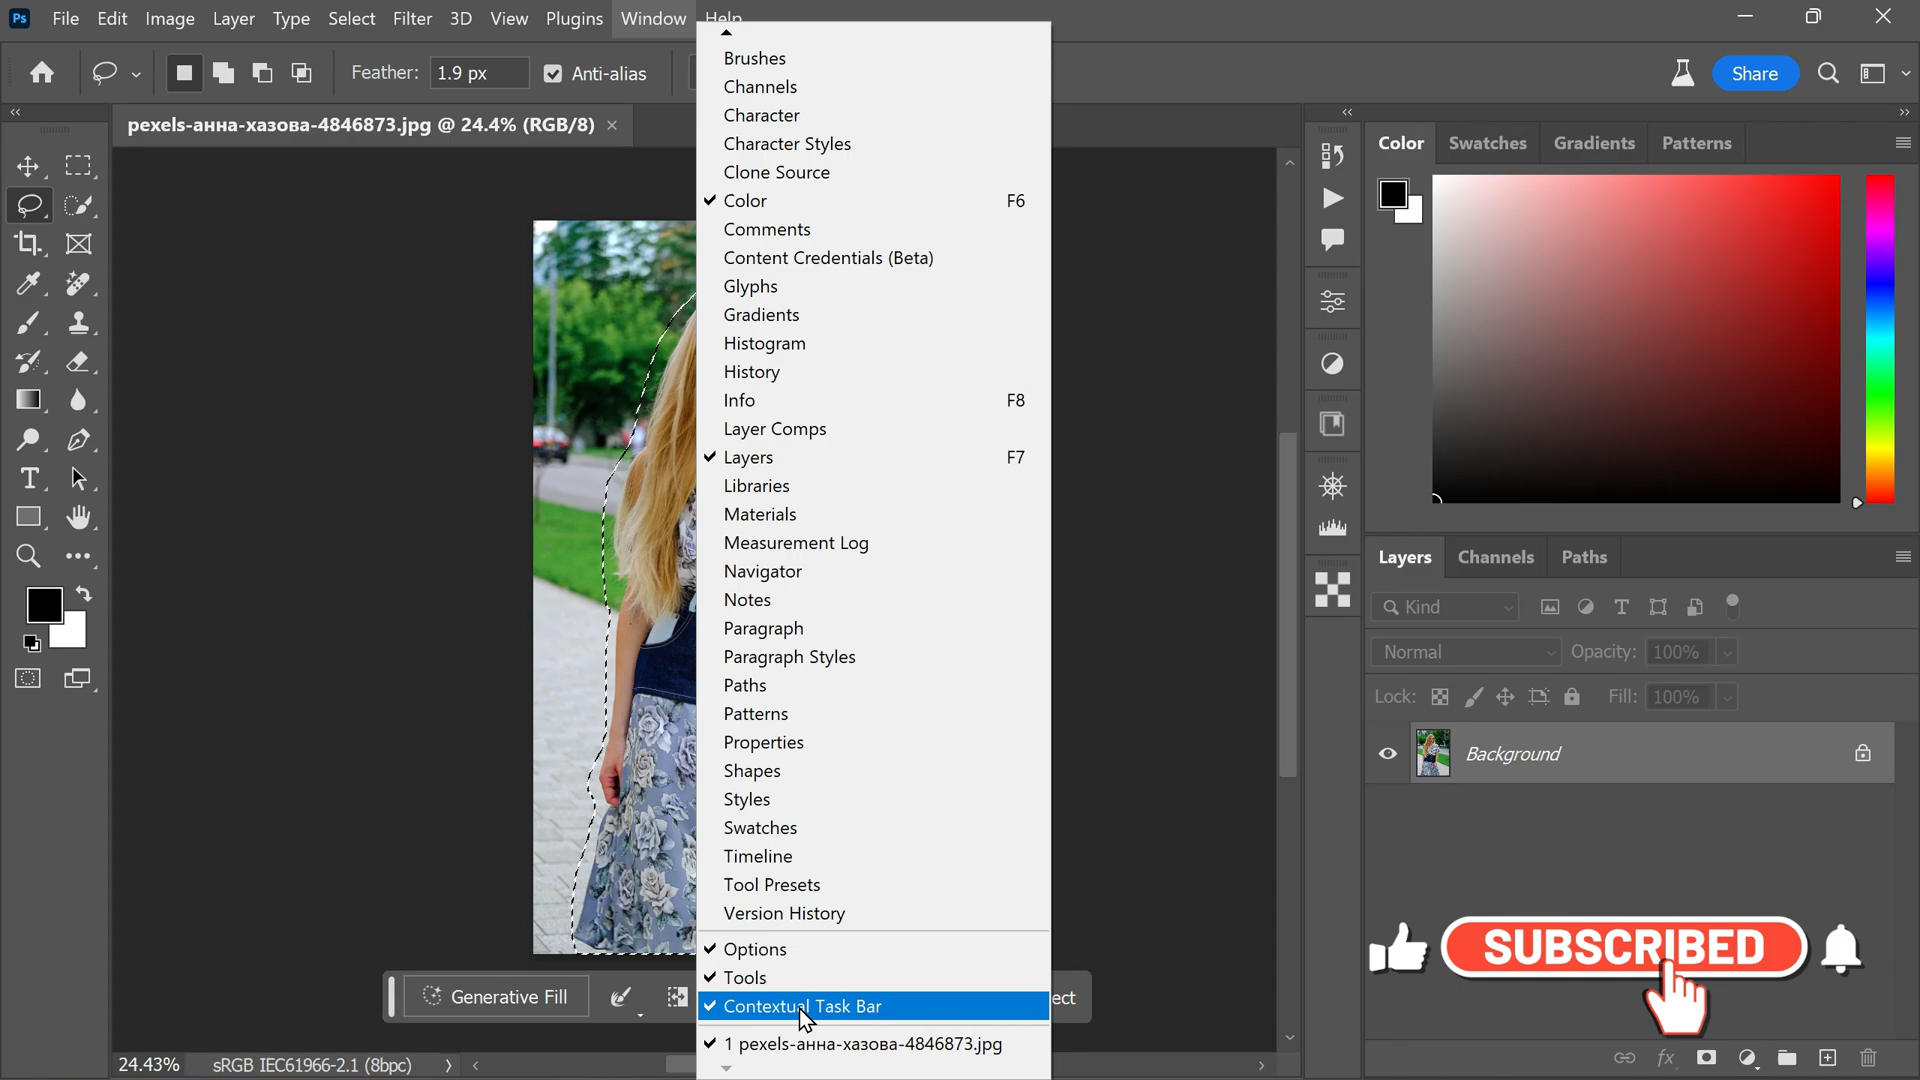 Ps File Edit Image Layer Type Select Filter 3D View Plugins Window Help
Feather: 1.9 px Anti-alias
Share
pexels-анна-хазова-4846873.jpg @ 24.4% (RGB/8)
Brushes
Channels
Character
Character Styles
Clone Source
Color F6
Comments
Content Credentials (Beta)
Glyphs
Gradients
Histogram
History
Info F8
Layer Comps
Layers F7
Libraries
Materials
Measurement Log
Navigator
Notes
Paragraph
Paragraph Styles
Paths
Patterns
Properties
Shapes
Styles
Swatches
Timeline
Tool Presets
Version History
Options
Tools
Contextual Task Bar
1 pexels-анна-хазова-4846873.jpg
Generative Fill
ect
24.43% sRGB IEC61966-2.1 (8bpc)
Color Swatches Gradients Patterns
Layers Channels Paths
Kind
Normal Opacity: 100%
Lock: Fill: 100%
Background
SUBSCRIBED
fx